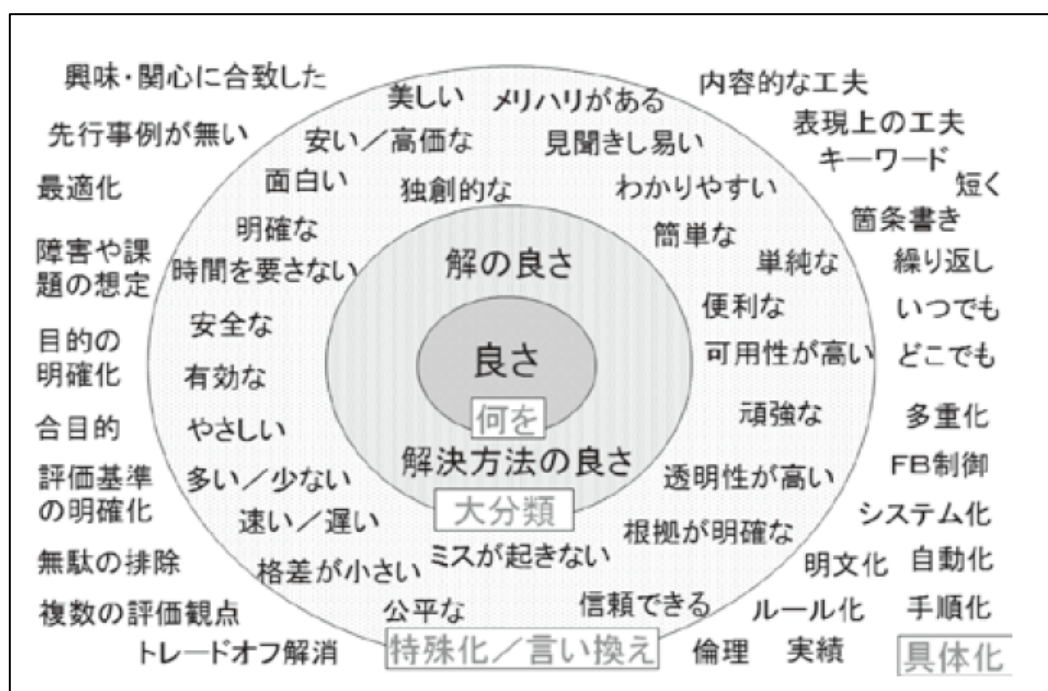 興味・関心に合致した
先行事例が無い
最適化
障害や課
題の想定
目的の
明確化
合目的
評価基準
の明確化
無駄の排除
複数の評価観点
トレードオフ解消
美しい
メリハリがある
安い／高価な
見聞きし易い
面白い
独創的な
わかりやすい
明確な
簡単な
時間を要さない
単純な
安全な
便利な
有効な
可用性が高い
やさしい
頑強な
多い／少ない
透明性が高い
速い／遅い
根拠が明確な
格差が小さい
ミスが起きない
公平な
信頼できる
特殊化／言い換え
解の良さ
良さ
何を
解決方法の良さ
大分類
内容的な工夫
表現上の工夫
キーワード
短く
箇条書き
繰り返し
いつでも
どこでも
多重化
FB制御
システム化
明文化
自動化
ルール化
手順化
倫理
実績
具体化